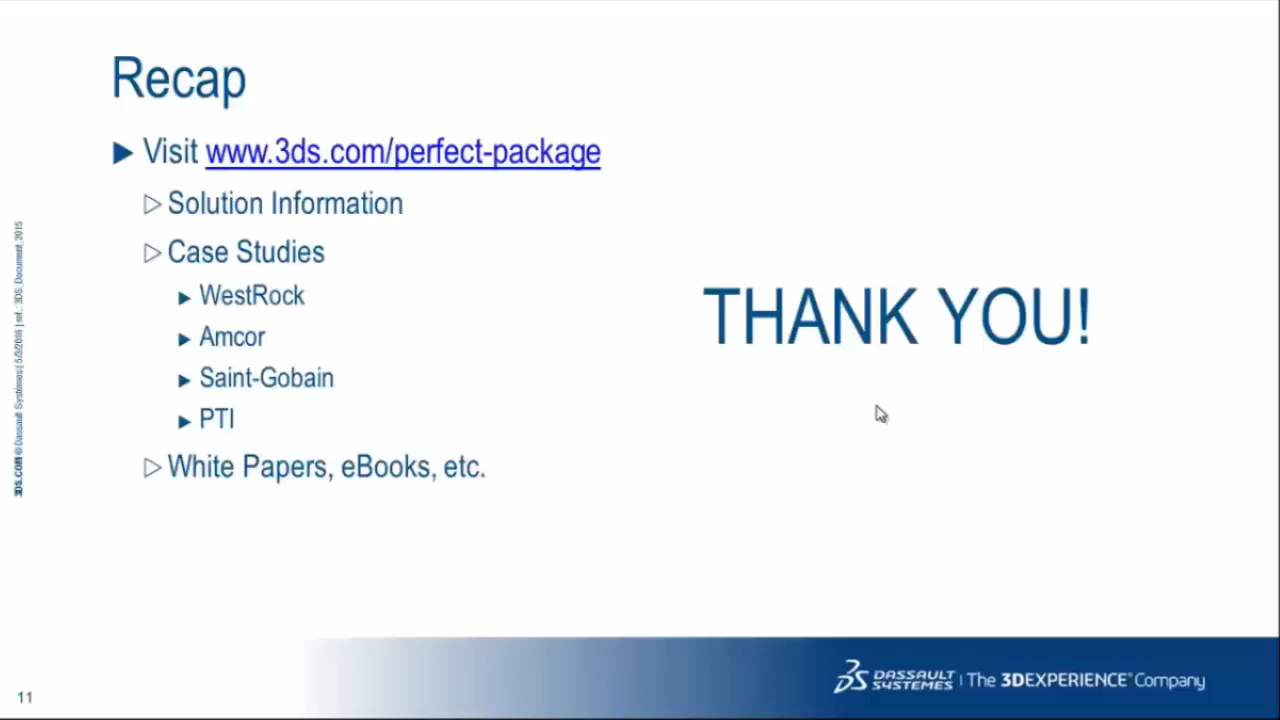 Recap
Visit www.3ds.com/perfect-package
Solution Information
Case Studies
WestRock
Amcor
Saint-Gobain
PTI
White Papers, eBooks, etc.
THANK YOU!
3DS.COM © Dassault Systèmes | 5/3/2016 | ref.: 3DS_Document_2015
11
DASSAULT SYSTEMES | The 3DEXPERIENCE® Company